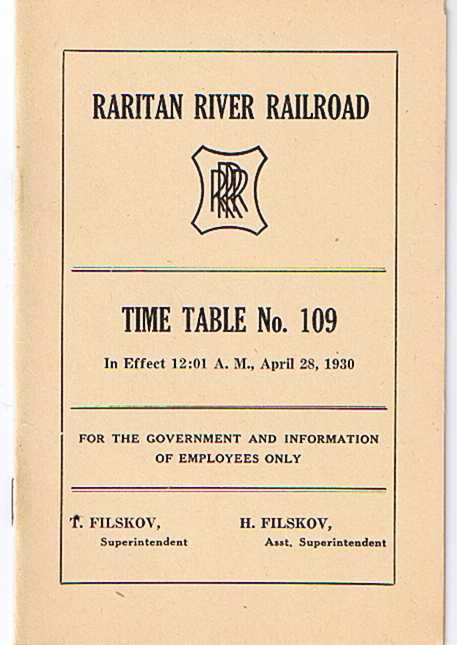 RARITAN RIVER RAILROAD
RRRR
TIME TABLE No. 109
In Effect 12:01 A. M., April 28, 1930
FOR THE GOVERNMENT AND INFORMATION
OF EMPLOYEES ONLY
T. FILSKOV, H. FILSKOV,
Superintendent Asst. Superintendent